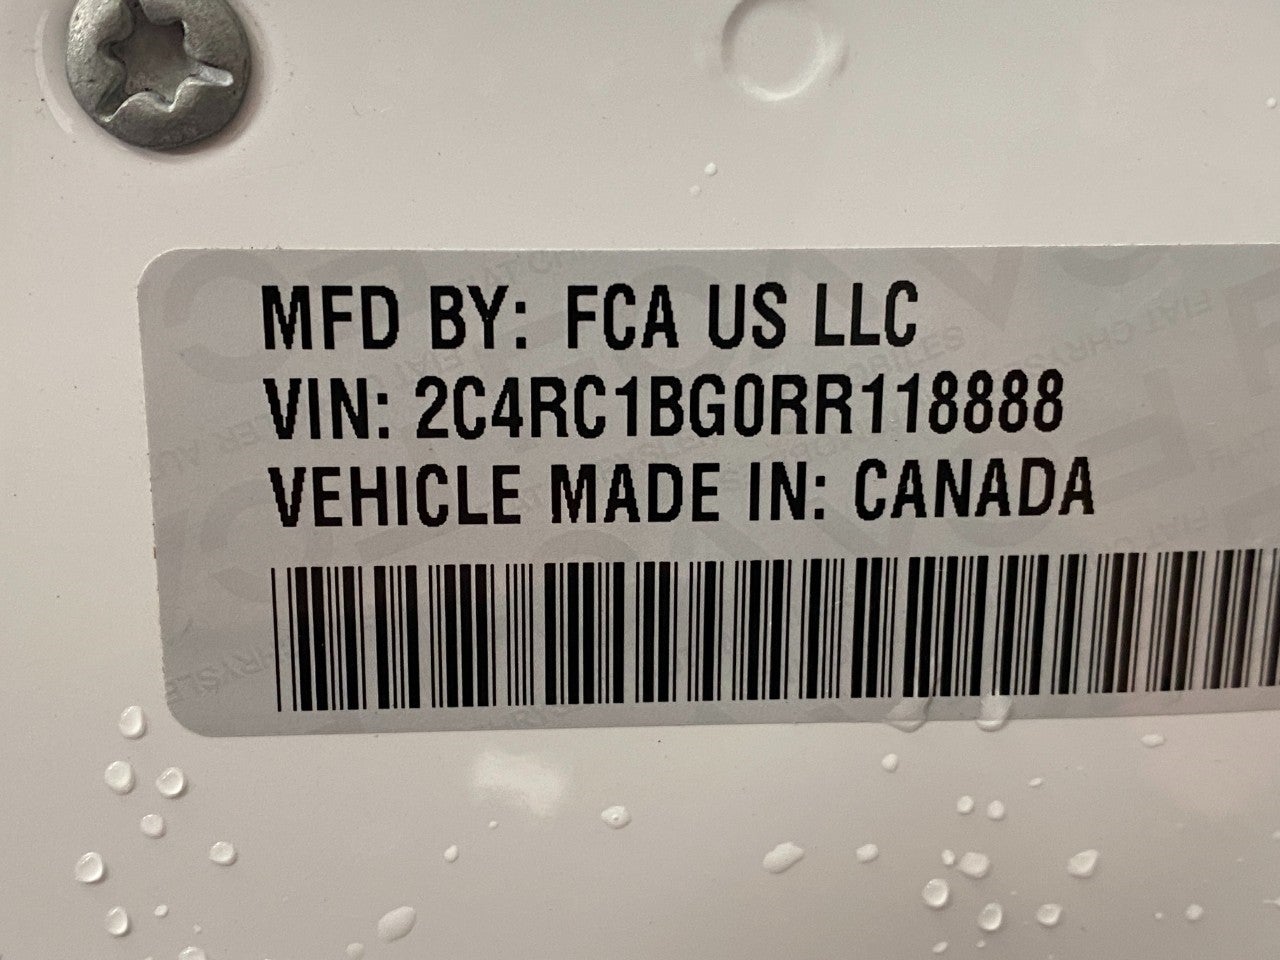 MFD BY: FCA US LLC
VIN: 2C4RC1BG0RR118888
VEHICLE MADE IN: CANADA